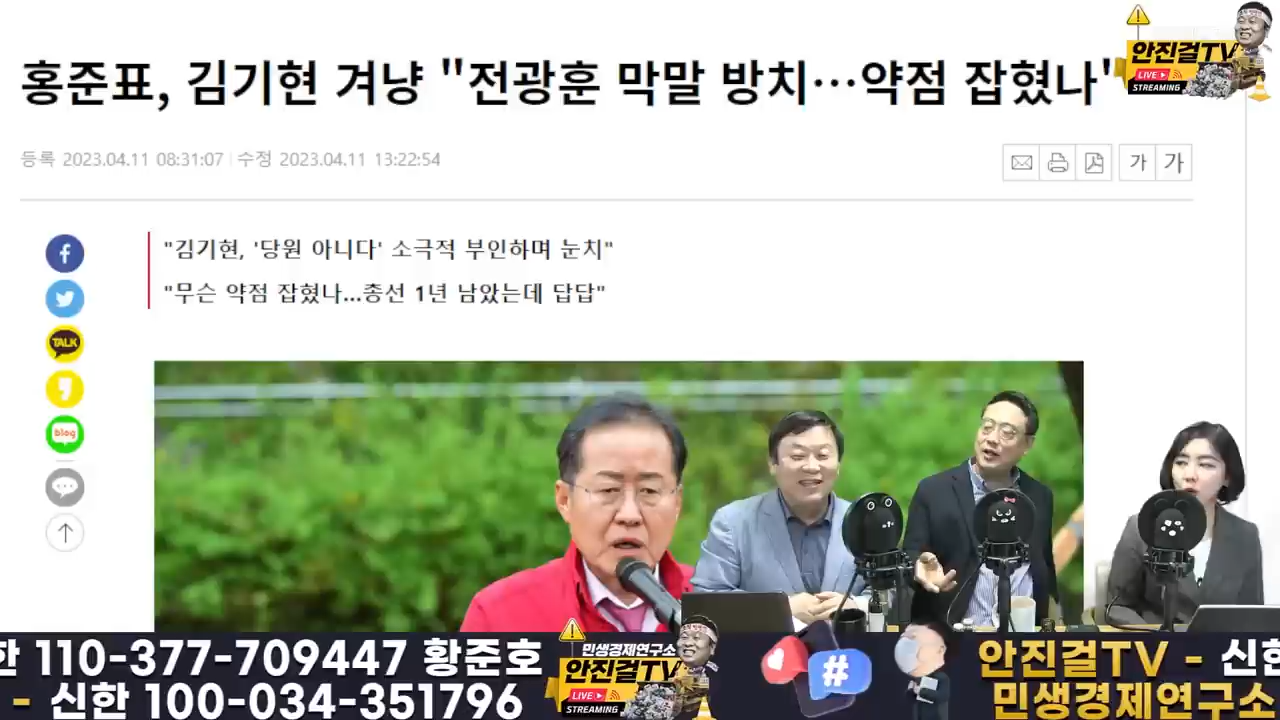 홍준표, 김기현 겨냥 "전광훈 막말 방치…약점 잡혔나"
안진걸TV
LIVE
STREAMING
등록 2023.04.11 08:31:07 수정 2023.04.11 13:22:54
가 가
"김기현, '당원 아니다' 소극적 부인하며 눈치"
"무슨 약점 잡혔나...총선 1년 남았는데 답답"
TALK
blog
한 110-377-709447 황준호
- 신한 100-034-351796
민생경제연구소
안진걸TV
LIVE
STREAMING
#
안진걸TV - 신한
민생경제연구소